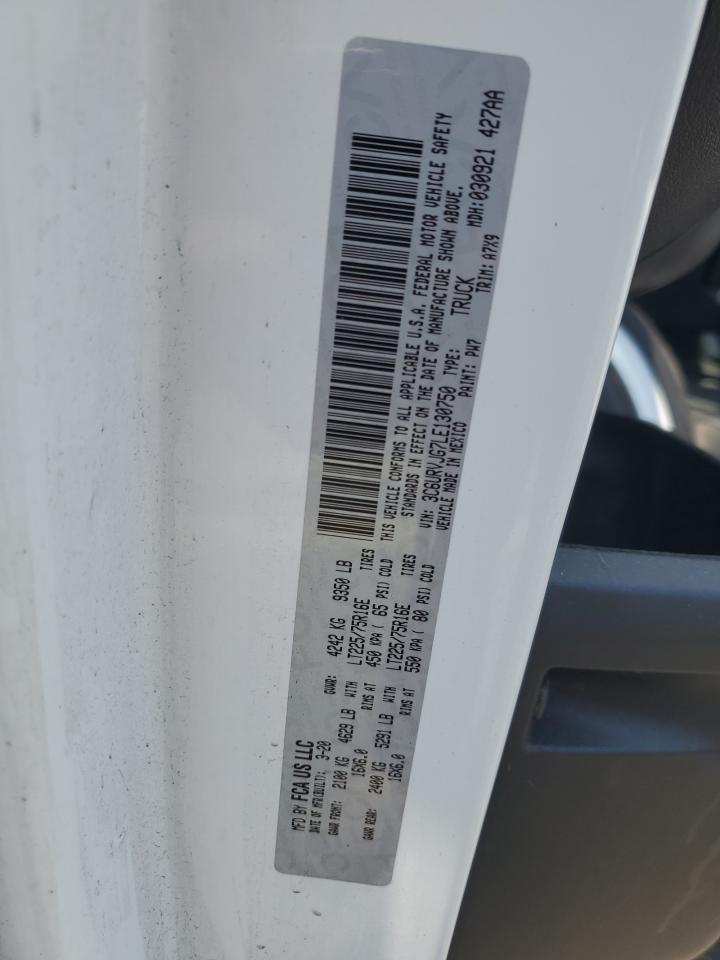 MFD BY FCA US LLC
DATE OF MFR(BUILT): 3-20 GVWR: 4242 KG 9350 LB
GAWR FRONT: 2100 KG 4629 LB WITH LT225/75R16E TIRES
16X6.0 RIMS AT 450 KPA ( 65 PSI) COLD
GAWR REAR: 2400 KG 5291 LB WITH LT225/75R16E TIRES
16X6.0 RIMS AT 550 KPA ( 80 PSI) COLD
THIS VEHICLE CONFORMS TO ALL APPLICABLE U.S.A. FEDERAL MOTOR VEHICLE SAFETY
STANDARDS IN EFFECT ON THE DATE OF MANUFACTURE SHOWN ABOVE.
VIN: 3C6URVJG7LE130750 TYPE: TRUCK MDH:030921 427AA
VEHICLE MADE IN MEXICO PAINT: PW7 TRIM: A7X9